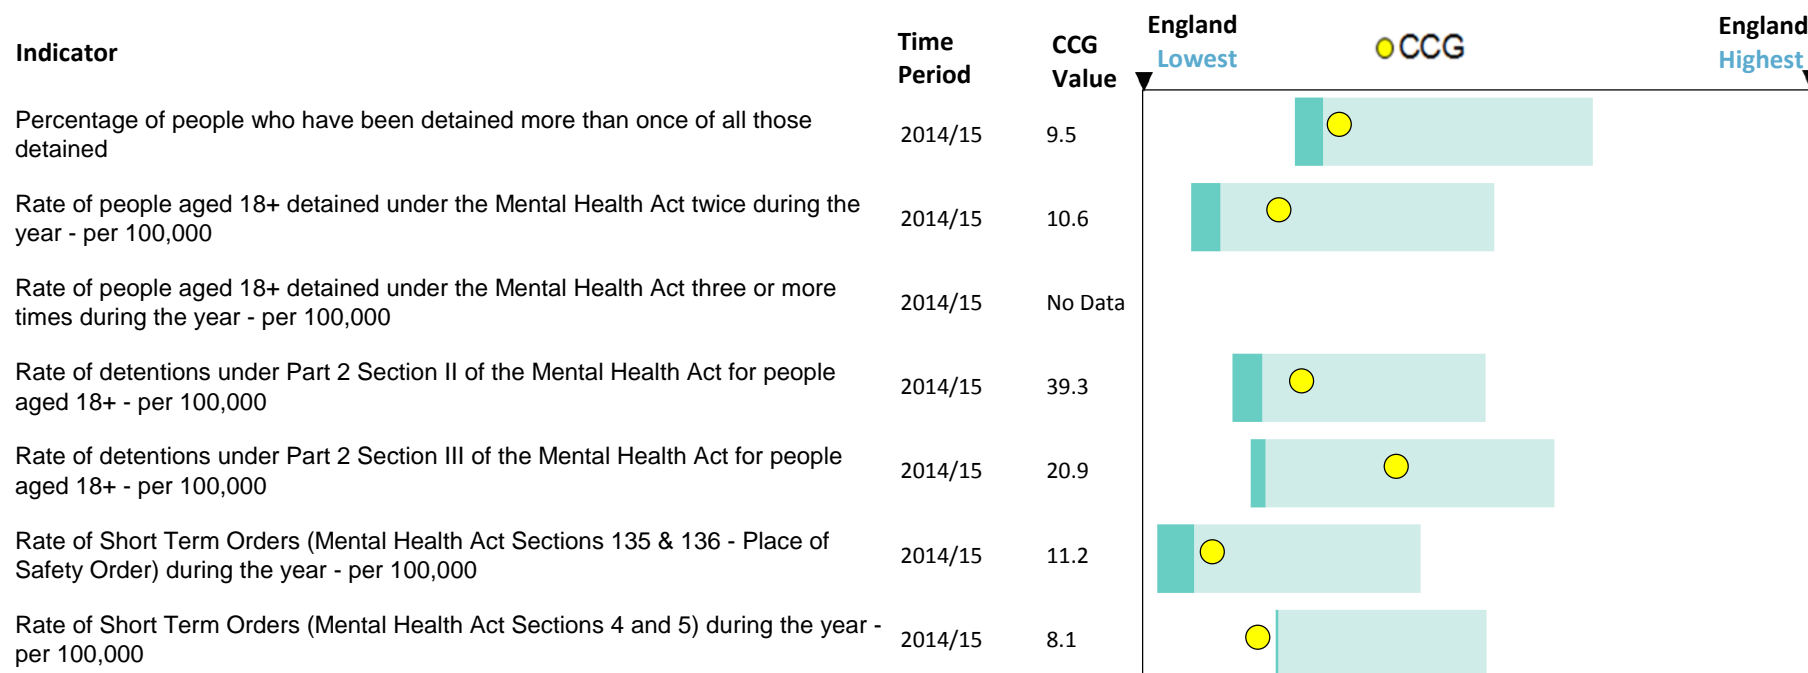 Indicator
Time Period
CCG Value
England Lowest
CCG
England Highest
Percentage of people who have been detained more than once of all those
detained
2014/15
9.5
Rate of people aged 18+ detained under the Mental Health Act twice during the
year - per 100,000
2014/15
10.6
Rate of people aged 18+ detained under the Mental Health Act three or more
times during the year - per 100,000
2014/15
No Data
Rate of detentions under Part 2 Section II of the Mental Health Act for people
aged 18+ - per 100,000
2014/15
39.3
Rate of detentions under Part 2 Section III of the Mental Health Act for people
aged 18+ - per 100,000
2014/15
20.9
Rate of Short Term Orders (Mental Health Act Sections 135 & 136 - Place of
Safety Order) during the year - per 100,000
2014/15
11.2
Rate of Short Term Orders (Mental Health Act Sections 4 and 5) during the year -
per 100,000
2014/15
8.1